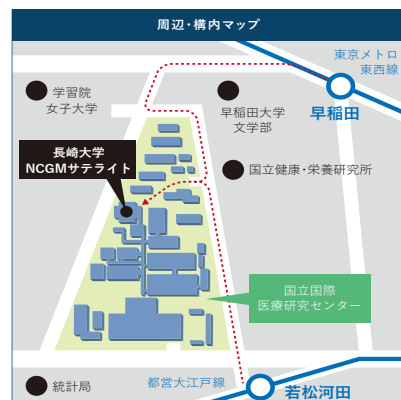 周辺・構内マップ
東京メトロ
東西線
学習院
女子大学
早稲田大学
文学部
早稲田
長崎大学
NCGMサテライト
国立健康・栄養研究所
国立国際
医療研究センター
統計局
都営大江戸線
若松河田